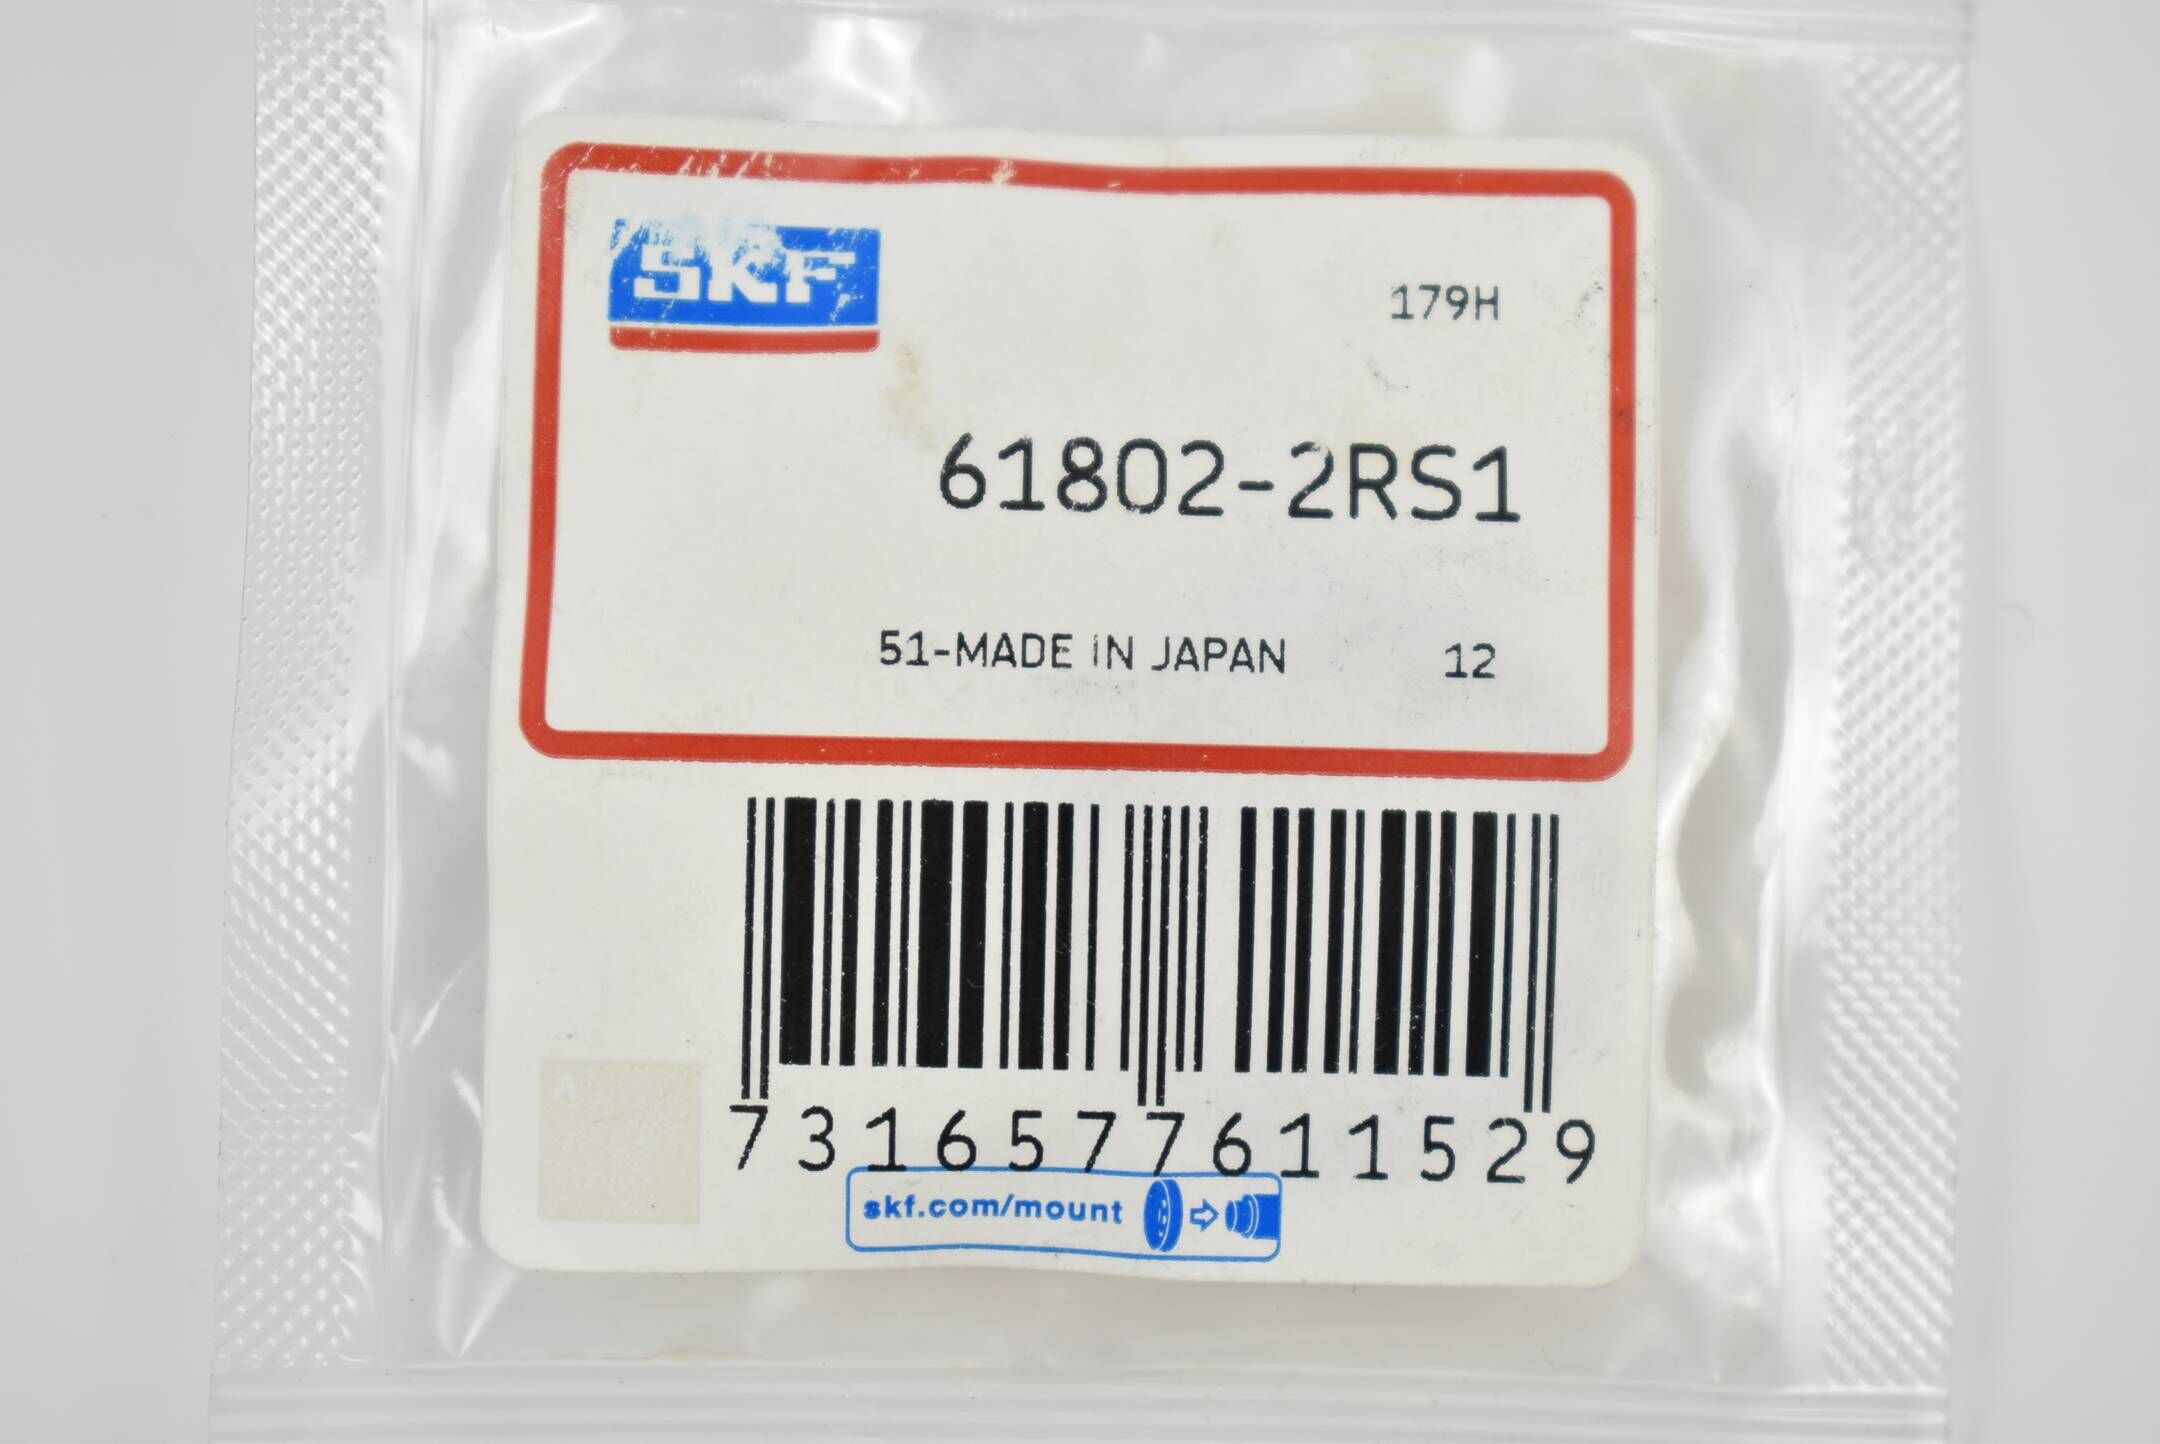 SKF
179H
61802-2RS1
51-MADE IN JAPAN 12
A
7316577611529
skf.com/mount